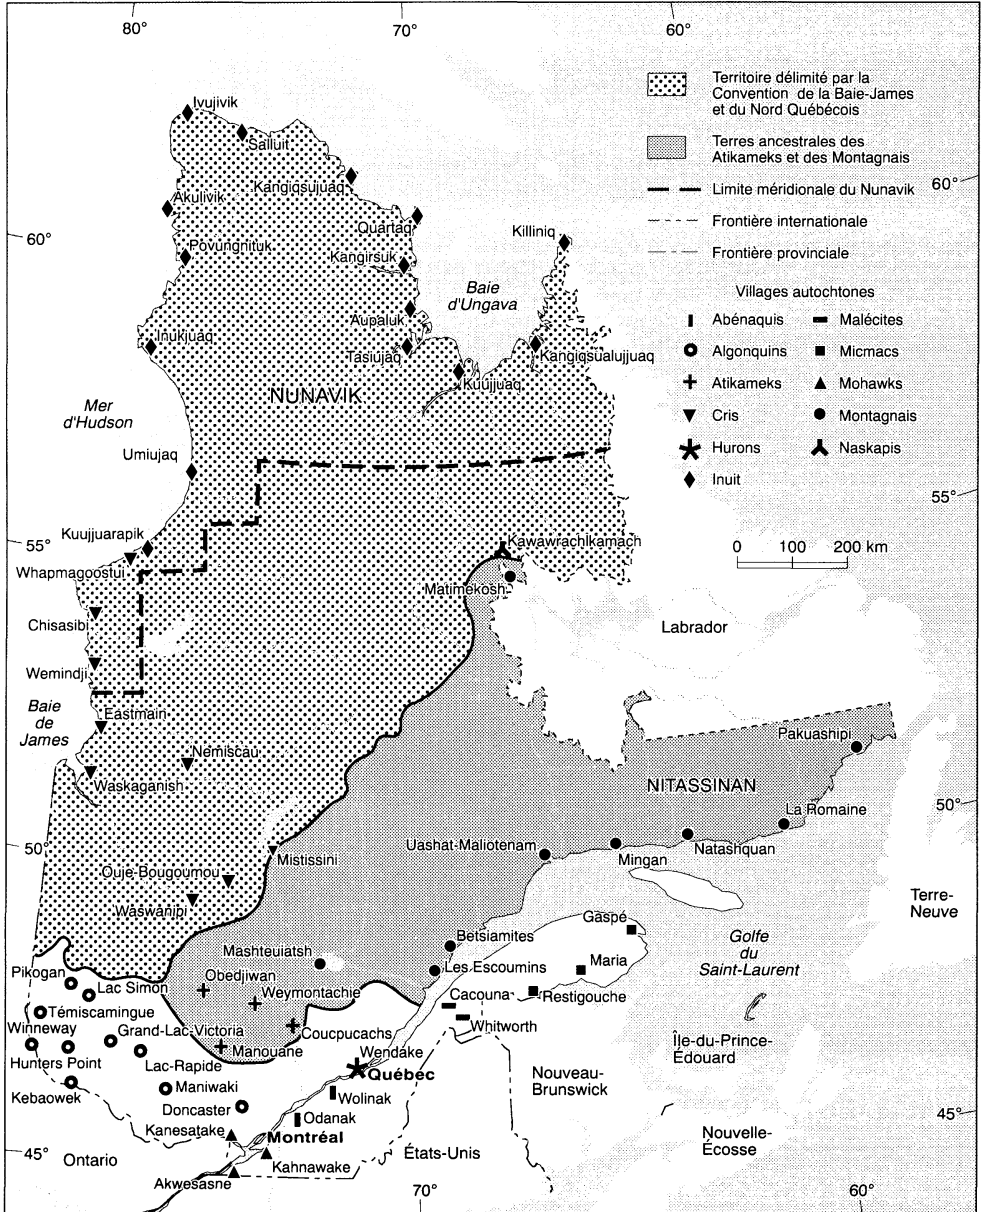 80°
70°
60°
Territoire délimité par la
Convention de la Baie-James
et du Nord Québécois
Terres ancestrales des
Atikameks et des Montagnais
Limite méridionale du Nunavik
Frontière internationale
Frontière provinciale
Villages autochtones
Abénaquis
Malécites
Algonquins
Micmacs
Atikameks
Mohawks
Cris
Montagnais
Hurons
Naskapis
Inuit
0 100 200 km
60°
55°
50°
45°
60°
55°
50°
45°
70°
60°
Ivujivik
Salluit
Kangiqsujuaq
Akulivik
Quartaq
Killiniq
Povungnituk
Kangirsuk
Baie
d'Ungava
Aupaluk
Inukjuaq
Tasiujaq
Kangiqsualujjuaq
Kuujjuaq
NUNAVIK
Mer
d'Hudson
Umiujaq
Kuujjuarapik
Whapmagoostui
Kawawrachikamach
Matimekosh
Chisasibi
Labrador
Wemindji
Baie
de
James
Eastmain
Nemiscau
Pakuashipi
Waskaganish
NITASSINAN
La Romaine
Mistissini
Uashat-Maliotenam
Mingan
Natashquan
Ouje-Bougoumou
Waswanipi
Terre-
Neuve
Gaspé
Mashteuiatsh
Betsiamites
Golfe
du
Saint-Laurent
Pikogan
Obedjiwan
Les Escoumins
Maria
Lac Simon
Weymontachie
Cacouna
Restigouche
Témiscamingue
Winneway
Grand-Lac-Victoria
Coucpucachs
Whitworth
Île-du-Prince-
Édouard
Hunters Point
Manouane
Wendake
Québec
Lac-Rapide
Nouveau-
Brunswick
Kebaowek
Maniwaki
Wolinak
Doncaster
Odanak
Kanesatake
Montréal
Nouvelle-
Écosse
Ontario
Kahnawake
États-Unis
Akwesasne